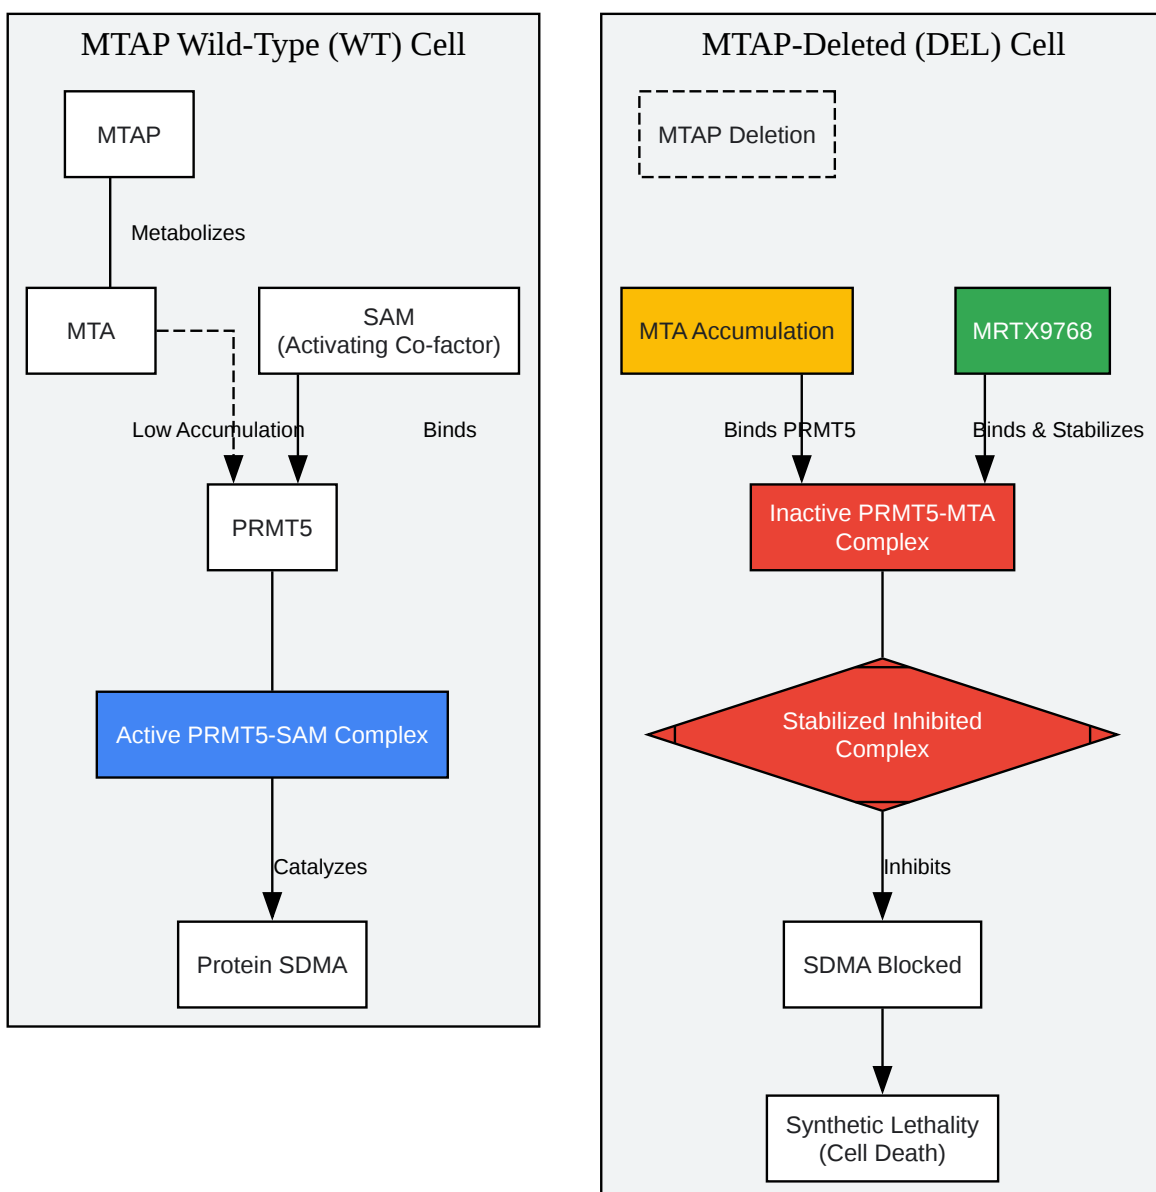 MTAP Wild-Type (WT) Cell
MTAP
Metabolizes
MTA
SAM
(Activating Co-factor)
Low Accumulation
Binds
PRMT5
Active PRMT5-SAM Complex
Catalyzes
Protein SDMA
MTAP-Deleted (DEL) Cell
MTAP Deletion
MTA Accumulation
MRTX9768
Binds PRMT5
Binds & Stabilizes
Inactive PRMT5-MTA
Complex
Stabilized Inhibited
Complex
Inhibits
SDMA Blocked
Synthetic Lethality
(Cell Death)